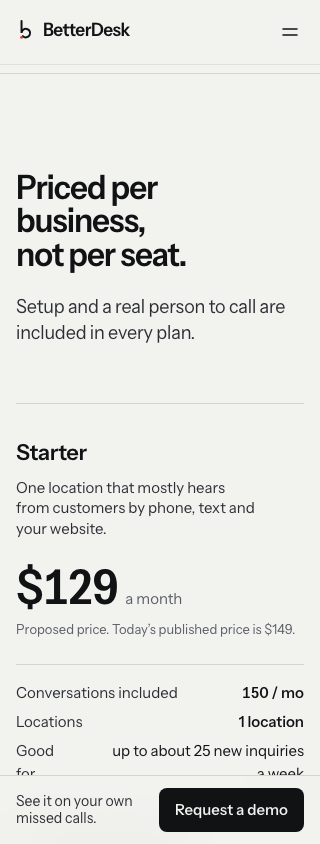 BetterDesk
Priced per
business,
not per seat.
Setup and a real person to call are
included in every plan.
Starter
One location that mostly hears
from customers by phone, text and
your website.
$129 a month
Proposed price. Today’s published price is $149.
Conversations included 150 / mo
Locations 1 location
Good up to about 25 new inquiries
for a week
See it on your own
missed calls.
Request a demo